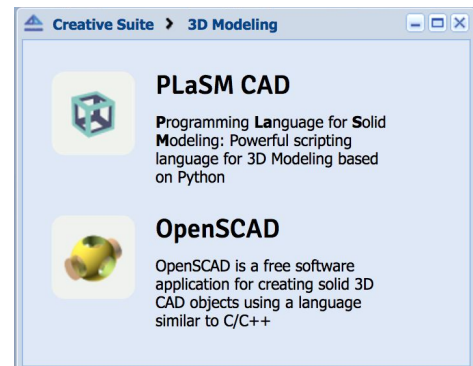 Creative Suite > 3D Modeling
PLaSM CAD
Programming Language for Solid
Modeling: Powerful scripting
language for 3D Modeling based
on Python
OpenSCAD
OpenSCAD is a free software
application for creating solid 3D
CAD objects using a language
similar to C/C++